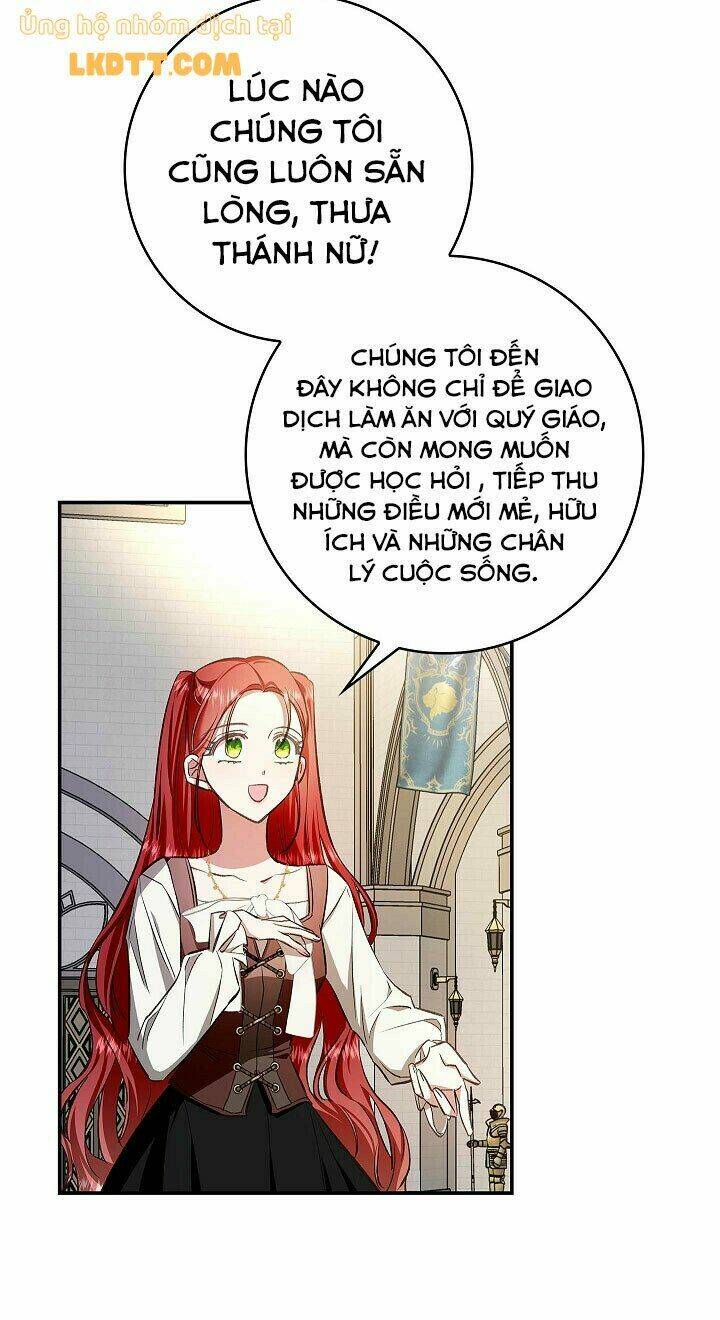 Ủng hộ nhóm dịch tại
LKDTT.COM
LÚC NÀO
CHÚNG TÔI
CŨNG LUÔN SẴN
LÒNG, THƯA
THÁNH NỮ!
CHÚNG TÔI ĐẾN
ĐÂY KHÔNG CHỈ ĐỂ GIAO
DỊCH LÀM ĂN VỚI QUÝ GIÁO,
MÀ CÒN MONG MUỐN
ĐƯỢC HỌC HỎI , TIẾP THU
NHỮNG ĐIỀU MỚI MẺ, HỮU
ÍCH VÀ NHỮNG CHÂN
LÝ CUỘC SỐNG.